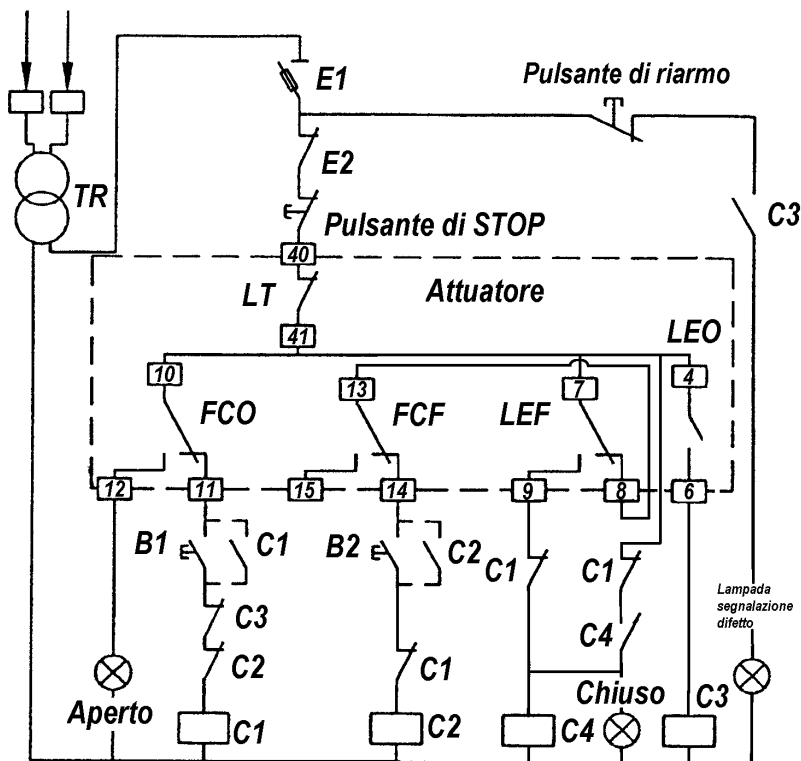 E1
Pulsante di riarmo
E2
TR
Pulsante di STOP
C3
40
LT
Attuatore
41
LEO
10
13
7
4
FCO
FCF
LEF
12
11
15
14
9
8
6
B1
C1
B2
C2
C1
C1
C3
C4
Lampada
segnalazione
difetto
C2
C1
Aperto
Chiuso
C3
C1
C2
C4